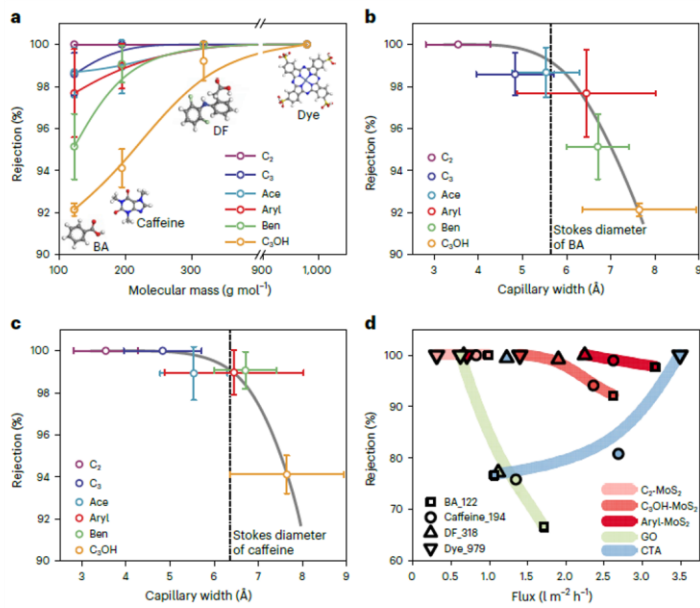 a
100
98
96
94
92
90
Rejection (%)
100
200
300
900
1,000
Molecular mass (g mol⁻¹)
BA
Caffeine
DF
Dye
C₂
C₃
Ace
Aryl
Ben
C₃OH
b
100
98
96
94
92
90
Rejection (%)
3
4
5
6
7
8
9
Capillary width (Å)
C₂
C₃
Ace
Aryl
Ben
C₃OH
Stokes diameter
of BA
c
100
98
96
94
92
90
Rejection (%)
3
4
5
6
7
8
9
Capillary width (Å)
C₂
C₃
Ace
Aryl
Ben
C₃OH
Stokes diameter
of caffeine
d
100
90
80
70
60
Rejection (%)
0
0.5
1.0
1.5
2.0
2.5
3.0
3.5
Flux (l m⁻² h⁻¹)
BA_122
Caffeine_194
DF_318
Dye_979
C₂-MoS₂
C₃OH-MoS₂
Aryl-MoS₂
GO
CTA